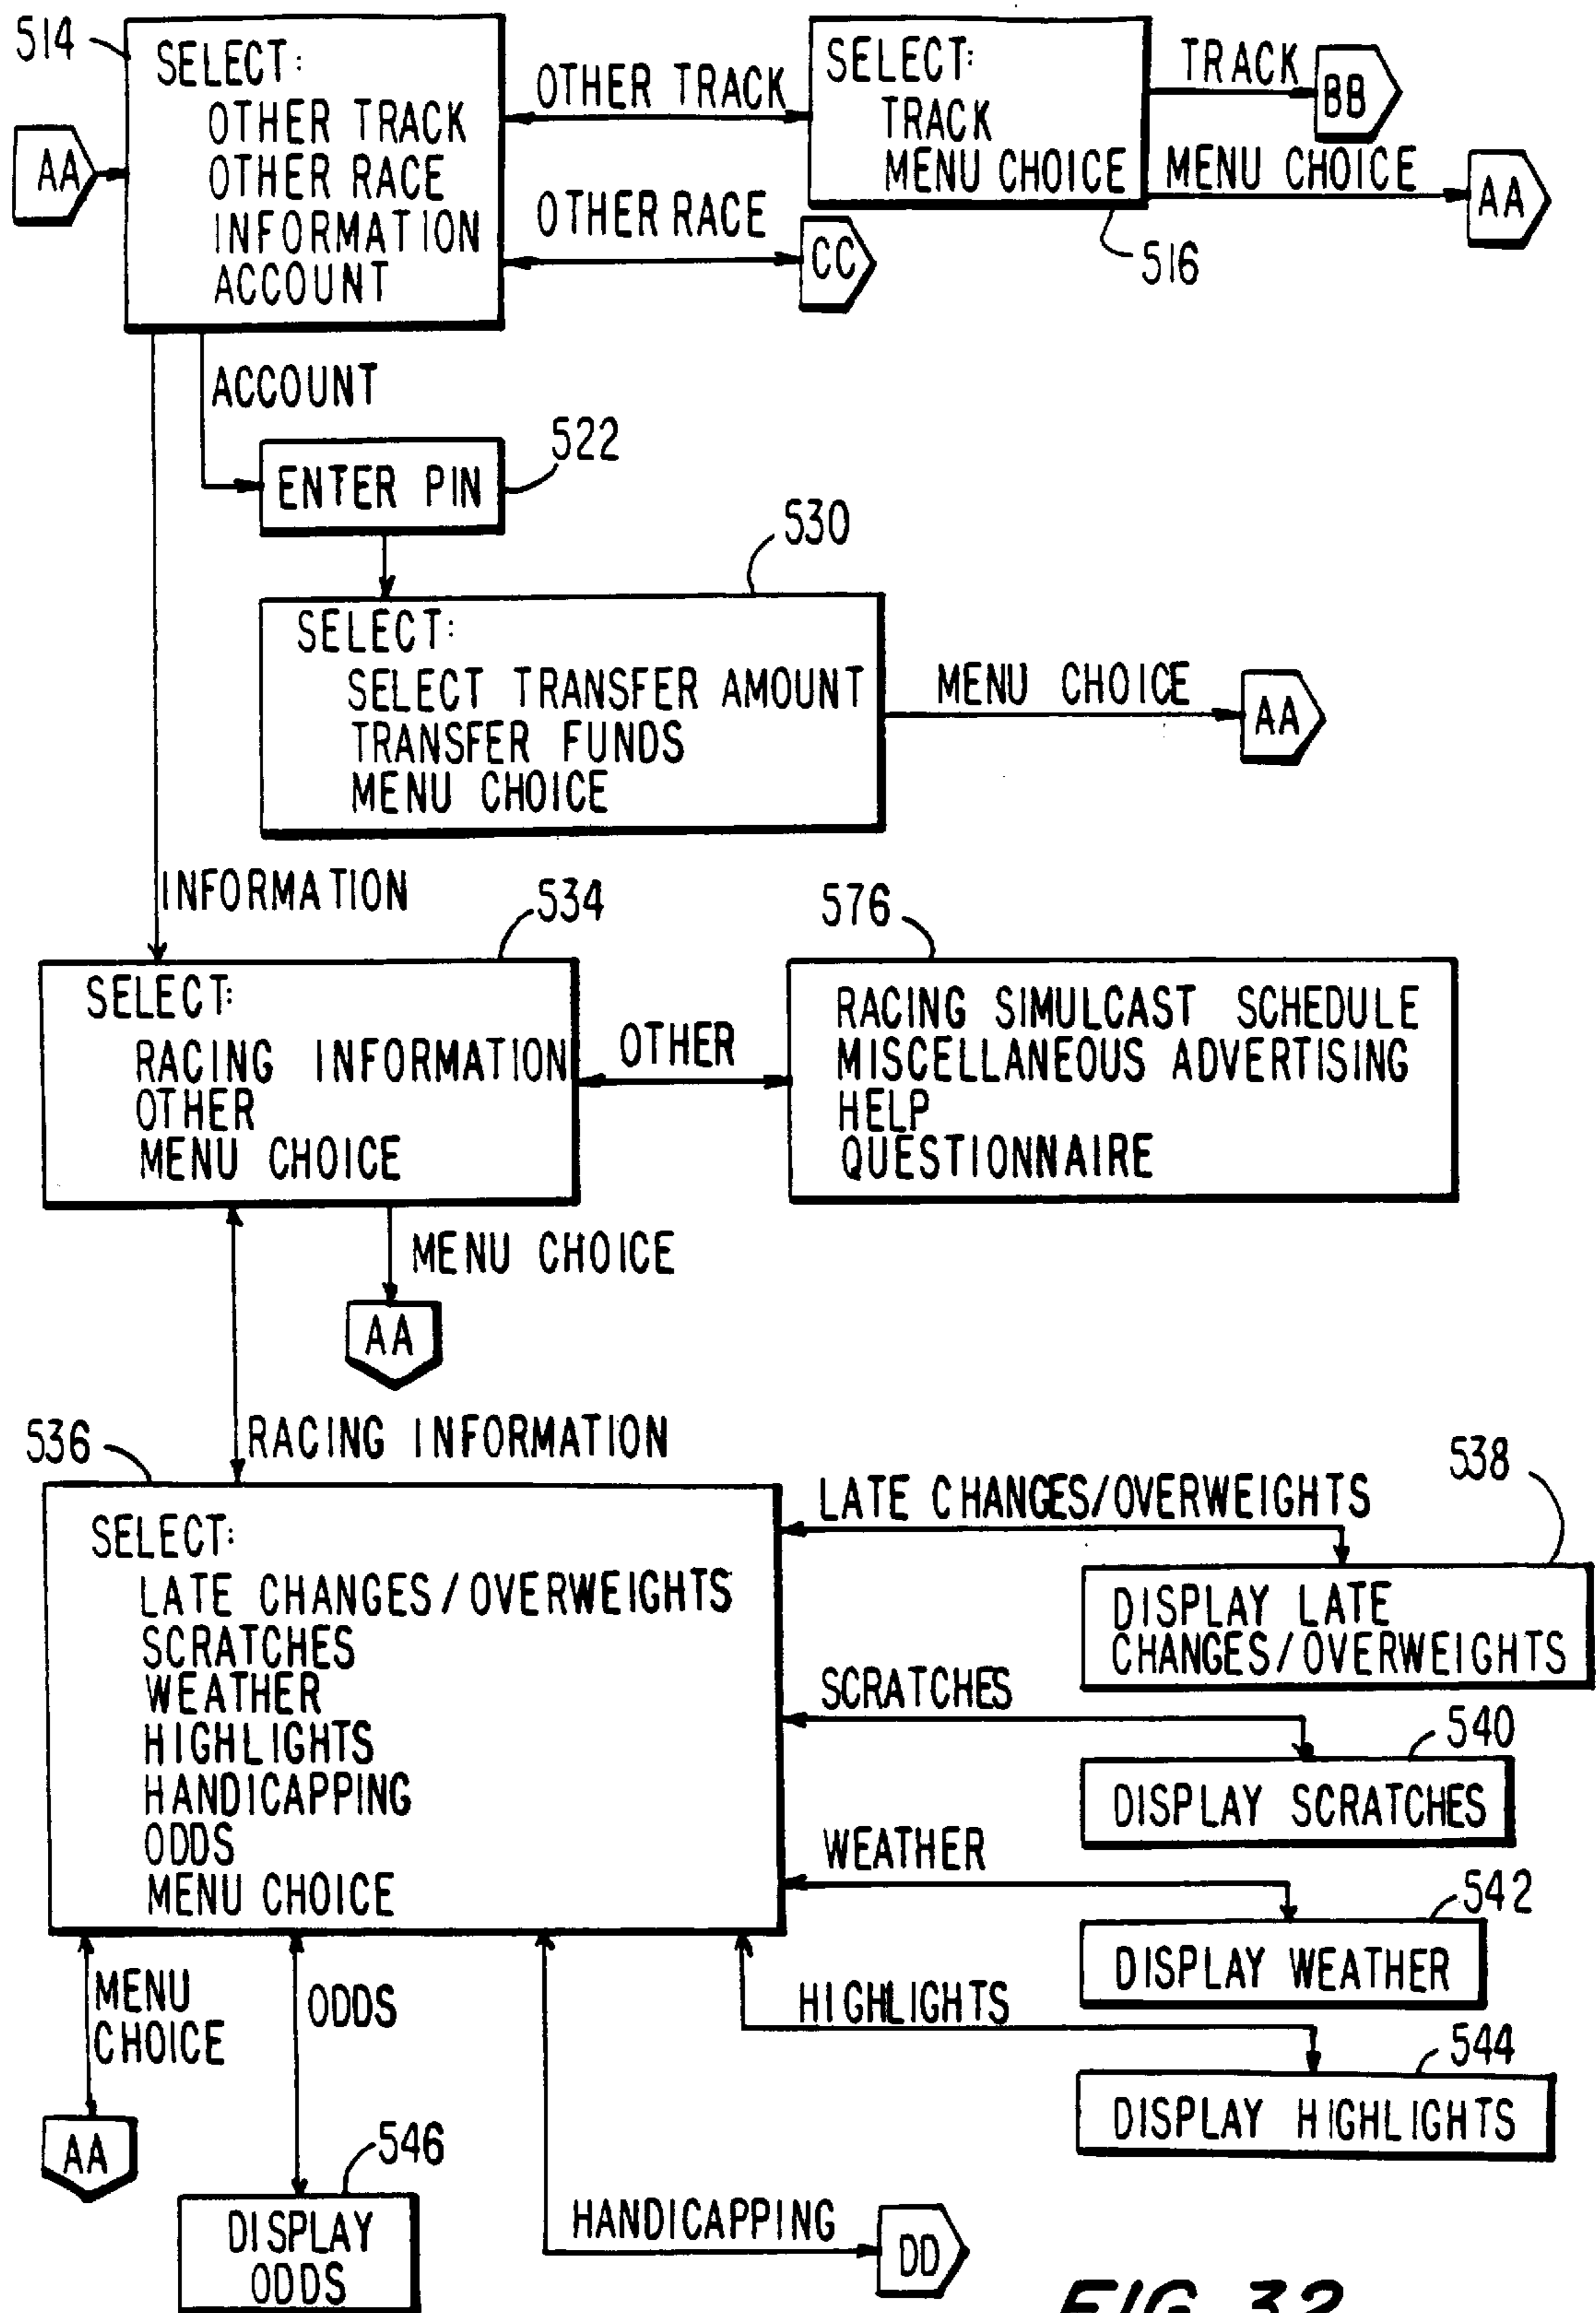 514
SELECT:
OTHER TRACK
OTHER RACE
INFORMATION
ACCOUNT
AA
OTHER TRACK
OTHER RACE
CC
SELECT:
TRACK
MENU CHOICE
516
TRACK
BB
MENU CHOICE
AA
ACCOUNT
522
ENTER PIN
530
SELECT:
SELECT TRANSFER AMOUNT
TRANSFER FUNDS
MENU CHOICE
MENU CHOICE
AA
INFORMATION
534
SELECT:
RACING INFORMATION
OTHER
MENU CHOICE
OTHER
576
RACING SIMULCAST SCHEDULE
MISCELLANEOUS ADVERTISING
HELP
QUESTIONNAIRE
MENU CHOICE
AA
RACING INFORMATION
536
SELECT:
LATE CHANGES/OVERWEIGHTS
SCRATCHES
WEATHER
HIGHLIGHTS
HANDICAPPING
ODDS
MENU CHOICE
LATE CHANGES/OVERWEIGHTS
538
DISPLAY LATE
CHANGES/OVERWEIGHTS
SCRATCHES
540
DISPLAY SCRATCHES
WEATHER
542
DISPLAY WEATHER
HIGHLIGHTS
544
DISPLAY HIGHLIGHTS
MENU
CHOICE
AA
ODDS
546
DISPLAY
ODDS
HANDICAPPING
DD
FIG. 32